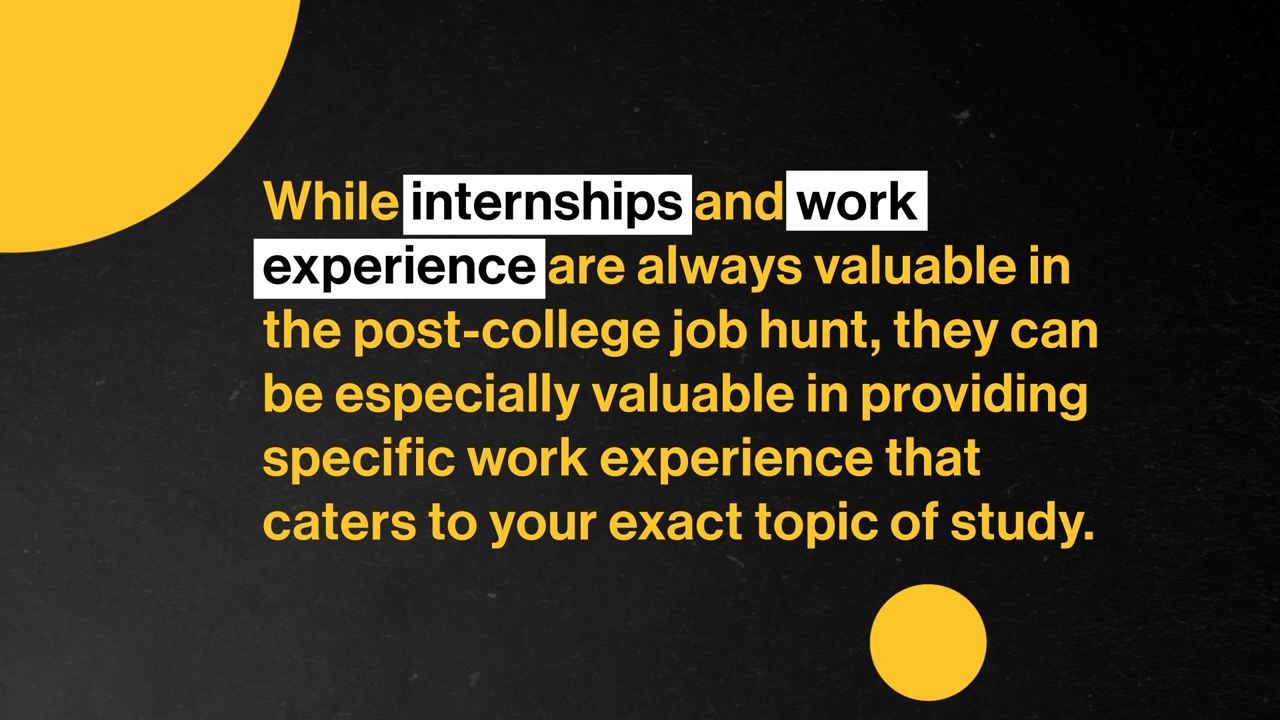 While internships and work
experience are always valuable in
the post-college job hunt, they can
be especially valuable in providing
specific work experience that
caters to your exact topic of study.